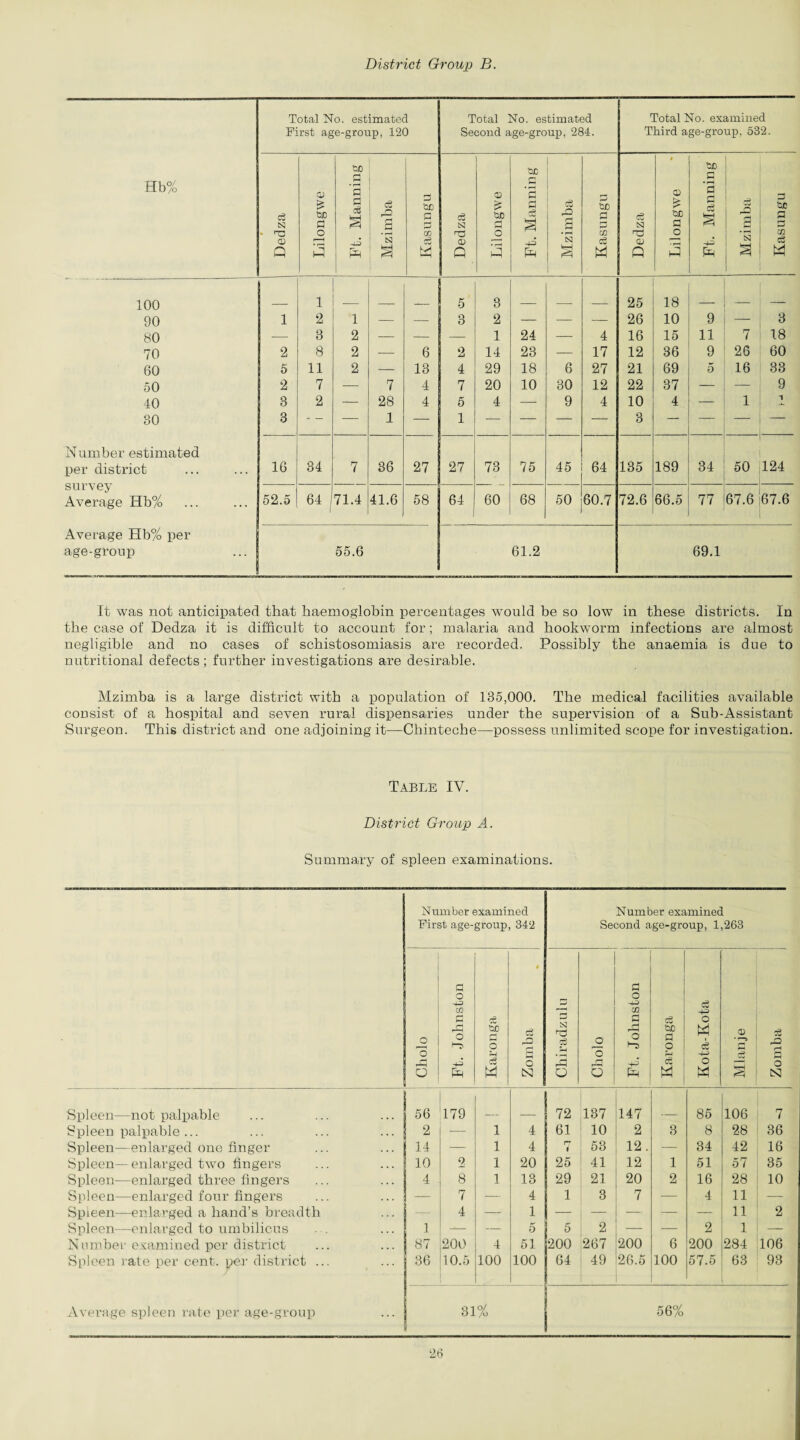 District Group B.
Hb% | Total No. estimated First age-group, 120 | Total No. estimated Second age-group, 284. | Total No. examined Third age-group, 532.
Dedza | Lilongwe | Ft. Manning | Mzimba | Kasungu | Dedza | Lilongwe | Ft. Manning | Mzimba | Kasungu | Dedza | Lilongwe | Ft. Manning | Mzimba | Kasungu
100 | — | 1 | — | — | — | 5 | 3 | — | — | — | 25 | 18 | — | — | —
90 | 1 | 2 | 1 | — | — | 3 | 2 | — | — | — | 26 | 10 | 9 | — | 3
80 | — | 3 | 2 | — | — | — | 1 | 24 | — | 4 | 16 | 15 | 11 | 7 | 18
70 | 2 | 8 | 2 | — | 6 | 2 | 14 | 23 | — | 17 | 12 | 36 | 9 | 26 | 60
60 | 5 | 11 | 2 | — | 13 | 4 | 29 | 18 | 6 | 27 | 21 | 69 | 5 | 16 | 33
50 | 2 | 7 | — | 7 | 4 | 7 | 20 | 10 | 30 | 12 | 22 | 37 | — | — | 9
40 | 3 | 2 | — | 28 | 4 | 5 | 4 | — | 9 | 4 | 10 | 4 | — | 1 | 1
30 | 3 | — | — | 1 | — | 1 | — | — | — | — | 3 | — | — | — | —
Number estimated per district survey | 16 | 34 | 7 | 36 | 27 | 27 | 73 | 75 | 45 | 64 | 135 | 189 | 34 | 50 | 124
Average Hb% ... ... | 52.5 | 64 | 71.4 | 41.6 | 58 | 64 | 60 | 68 | 50 | 60.7 | 72.6 | 66.5 | 77 | 67.6 | 67.6
Average Hb% per age-group ... | 55.6 | 61.2 | 69.1
It was not anticipated that haemoglobin percentages would be so low in these districts. In
the case of Dedza it is difficult to account for; malaria and hookworm infections are almost
negligible and no cases of schistosomiasis are recorded. Possibly the anaemia is due to
nutritional defects; further investigations are desirable.
Mzimba is a large district with a population of 135,000. The medical facilities available
consist of a hospital and seven rural dispensaries under the supervision of a Sub-Assistant
Surgeon. This district and one adjoining it—Chinteche—possess unlimited scope for investigation.
TABLE IV.
District Group A.
Summary of spleen examinations.
Number examined First age-group, 342 | Number examined Second age-group, 1,263
Cholo | Ft. Johnston | Karonga | Zomba | Chiradzulu | Cholo | Ft. Johnston | Karonga | Kota-Kota | Mlanje | Zomba
Spleen—not palpable ... ... ... | 56 | 179 | — | — | 72 | 137 | 147 | — | 85 | 106 | 7
Spleen palpable ... ... ... ... | 2 | — | 1 | 4 | 61 | 10 | 2 | 3 | 8 | 28 | 36
Spleen—enlarged one finger ... ... | 14 | — | 1 | 4 | 7 | 53 | 12. | — | 34 | 42 | 16
Spleen—enlarged two fingers ... ... | 10 | 2 | 1 | 20 | 25 | 41 | 12 | 1 | 51 | 57 | 35
Spleen—enlarged three fingers ... ... | 4 | 8 | 1 | 13 | 29 | 21 | 20 | 2 | 16 | 28 | 10
Spleen—enlarged four fingers ... ... | — | 7 | — | 4 | 1 | 3 | 7 | — | 4 | 11 | —
Spleen—enlarged a hand's breadth ... | — | 4 | — | 1 | — | — | — | — | — | 11 | 2
Spleen—enlarged to umbilicus ... ... | 1 | — | — | 5 | 5 | 2 | — | — | 2 | 1 | —
Number examined per district ... ... | 87 | 200 | 4 | 51 | 200 | 267 | 200 | 6 | 200 | 284 | 106
Spleen rate per cent. per district ... ... | 36 | 10.5 | 100 | 100 | 64 | 49 | 26.5 | 100 | 57.5 | 63 | 93
Average spleen rate per age-group ... | 31% | 56%
26